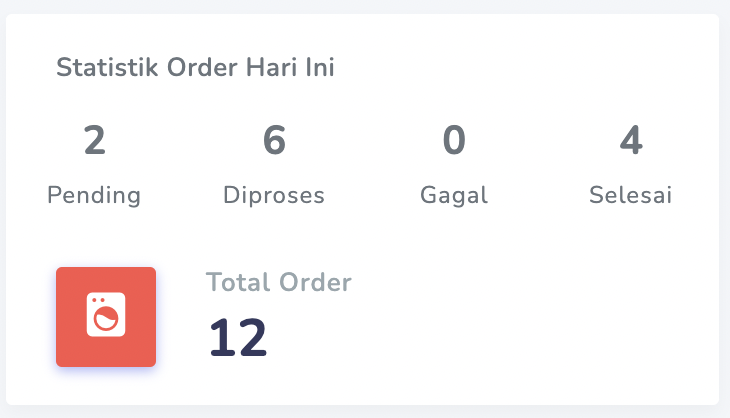 Statistik Order Hari Ini
2 6 0 4
Pending Diproses Gagal Selesai
Total Order
12